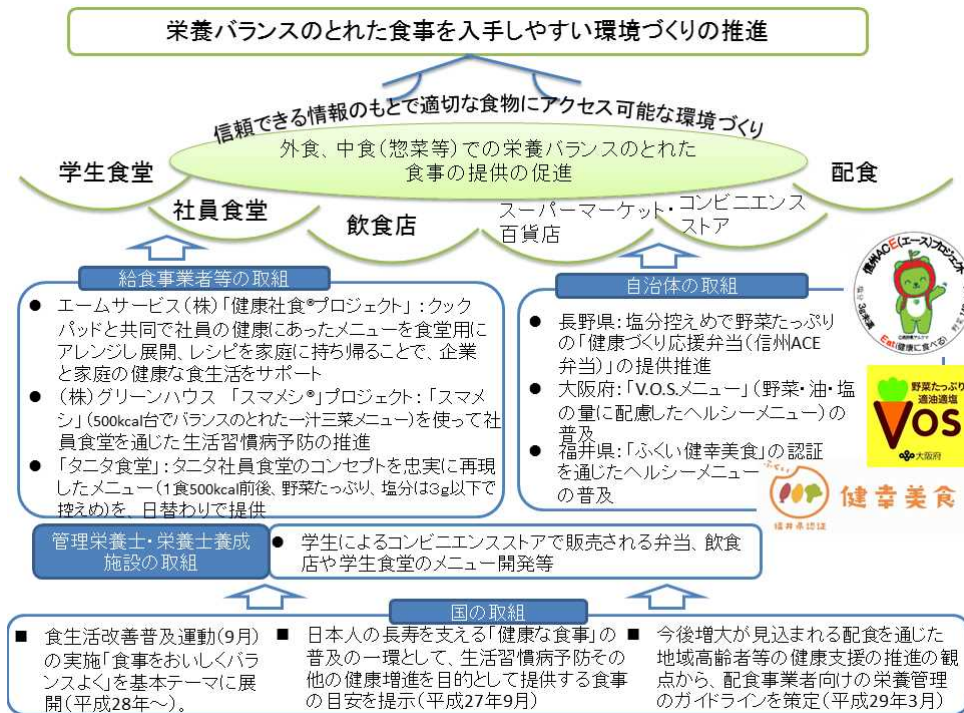 栄養バランスのとれた食事を入手しやすい環境づくりの推進
信頼できる情報のもとで適切な食物にアクセス可能な環境づくり
外食、中食(惣菜等)での栄養バランスのとれた
食事の提供の促進
学生食堂
社員食堂
飲食店
スーパーマーケット・
百貨店
コンビニエンス
ストア
配食
給食事業者等の取組
● エームサービス(株)「健康社食®プロジェクト」:クック
パッドと共同で社員の健康にあったメニューを食堂用に
アレンジし展開、レシピを家庭に持ち帰ることで、企業
と家庭の健康な食生活をサポート
● (株)グリーンハウス 「スマメシ®」プロジェクト:「スマメ
シ」(500kcal台でバランスのとれた一汁三菜メニュー)を使って社
員食堂を通じた生活習慣病予防の推進
● 「タニタ食堂」:タニタ社員食堂のコンセプトを忠実に再現
したメニュー(1食500kcal前後、野菜たっぷり、塩分は3g以下で
控えめ)を、日替わりで提供
自治体の取組
● 長野県:塩分控えめで野菜たっぷり
の「健康づくり応援弁当(信州ACE
弁当)」の提供推進
● 大阪府:「V.O.S.メニュー」(野菜・油・塩
の量に配慮したヘルシーメニュー)の
普及
● 福井県:「ふくい健幸美食」の認証
を通じたヘルシーメニュー
の普及
信州ACE(エース)プロジェクト
Eat(健康に食べる)
野菜たっぷり
適油適塩
VOS
大阪府
ふくい
健幸美食
福井県認証
管理栄養士・栄養士養成
施設の取組
● 学生によるコンビニエンスストアで販売される弁当、飲食
店や学生食堂のメニュー開発等
国の取組
■ 食生活改善普及運動(9月)
の実施「食事をおいしくバラ
ンスよく」を基本テーマに展
開(平成28年~)。
■ 日本人の長寿を支える「健康な食事」の
普及の一環として、生活習慣病予防その
他の健康増進を目的として提供する食事
の目安を提示(平成27年9月)
■ 今後増大が見込まれる配食を通じた
地域高齢者等の健康支援の推進の観
点から、配食事業者向けの栄養管理
のガイドラインを策定(平成29年3月)